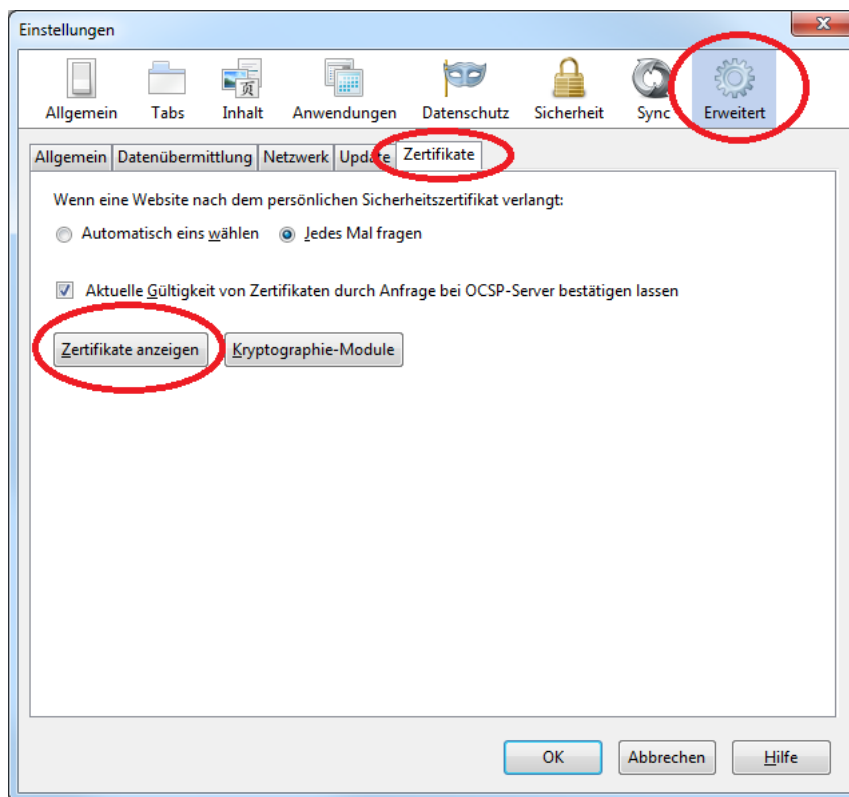 Einstellungen
Allgemein Tabs Inhalt Anwendungen Datenschutz Sicherheit Sync Erweitert
Allgemein Datenübermittlung Netzwerk Update Zertifikate
Wenn eine Website nach dem persönlichen Sicherheitszertifikat verlangt:
Automatisch eins wählen Jedes Mal fragen
Aktuelle Gültigkeit von Zertifikaten durch Anfrage bei OCSP-Server bestätigen lassen
Zertifikate anzeigen Kryptographie-Module
OK Abbrechen Hilfe